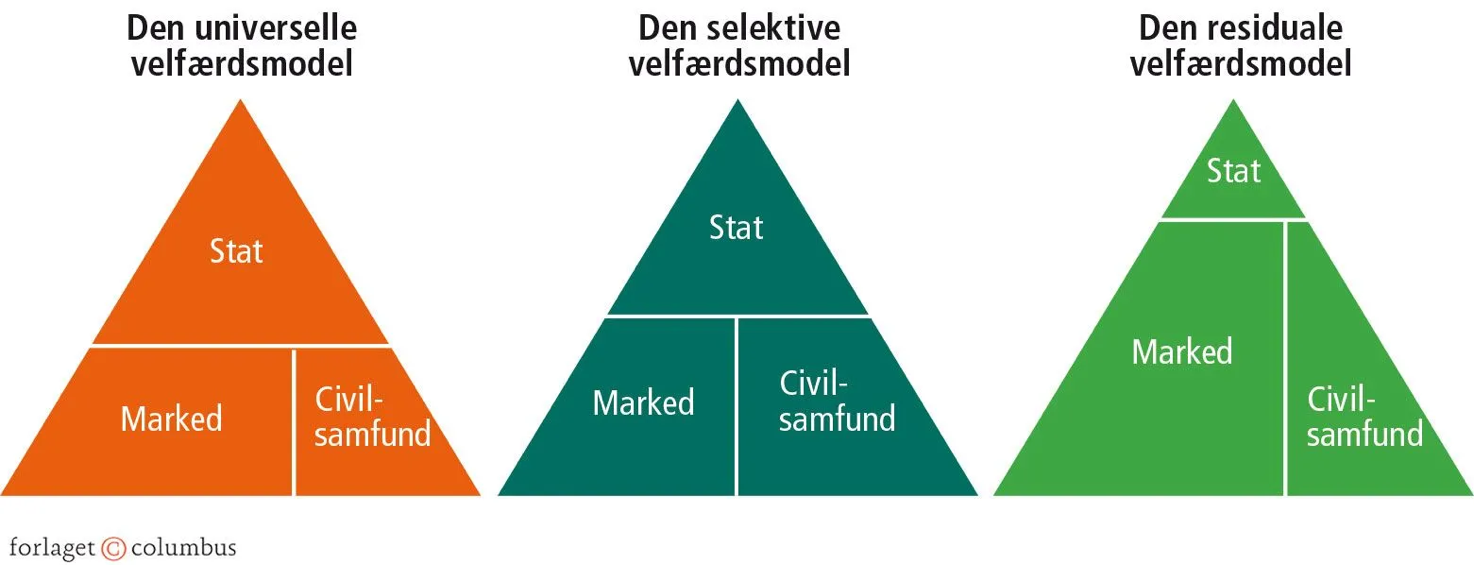 Den universelle
velfærdsmodel
Stat
Marked
Civil-
samfund
Den selektive
velfærdsmodel
Stat
Marked
Civil-
samfund
Den residuale
velfærdsmodel
Stat
Marked
Civil-
samfund
forlaget © columbus